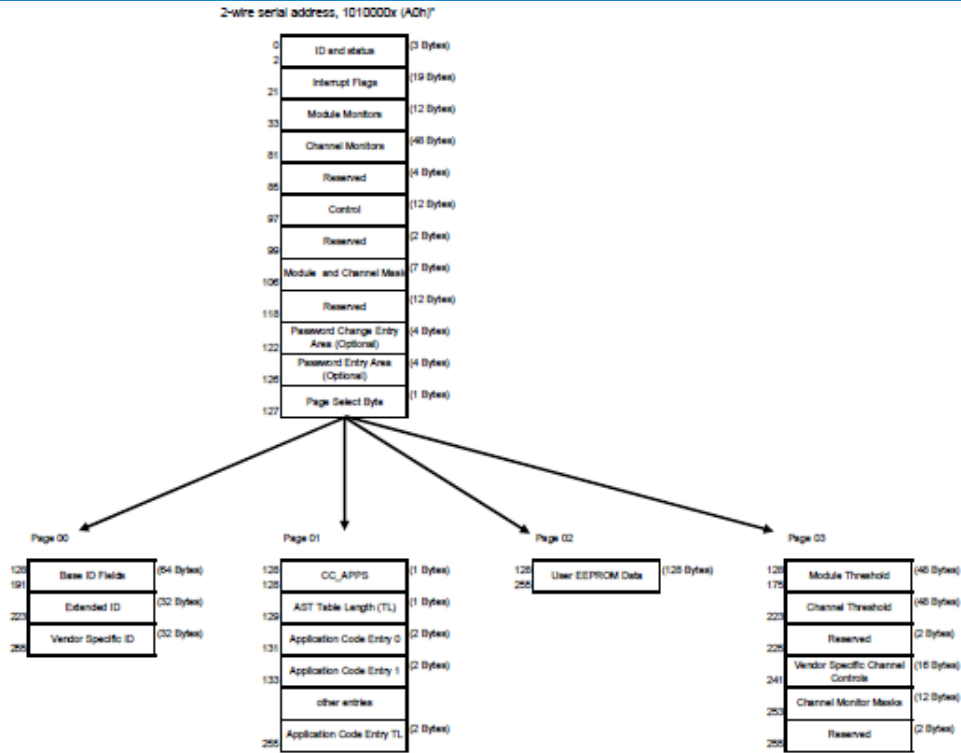 2-wire serial address, 1010000x (A0h)"
0
2
ID and status (3 Bytes)
21
Interrupt Flags (19 Bytes)
33
Module Monitors (12 Bytes)
81
Channel Monitors (48 Bytes)
85
Reserved (4 Bytes)
97
Control (12 Bytes)
99
Reserved (2 Bytes)
106
Module and Channel Mask (7 Bytes)
118
Reserved (12 Bytes)
122
Password Change Entry (4 Bytes)
Area (Optional)
126
Password Entry Area (4 Bytes)
(Optional)
127
Page Select Byte (1 Bytes)
Page 00
128
191
Base ID Fields (64 Bytes)
223
Extended ID (32 Bytes)
255
Vendor Specific ID (32 Bytes)
Page 01
128
128
CC_APPS (1 Bytes)
129
AST Table Length (TL) (1 Bytes)
131
Application Code Entry 0 (2 Bytes)
133
Application Code Entry 1 (2 Bytes)
other entries
255
Application Code Entry TL (2 Bytes)
Page 02
128
255
User EEPROM Data (128 Bytes)
Page 03
128
175
Module Threshold (48 Bytes)
223
Channel Threshold (48 Bytes)
225
Reserved (2 Bytes)
241
Vendor Specific Channel (16 Bytes)
Controls
253
Channel Monitor Masks (12 Bytes)
255
Reserved (2 Bytes)